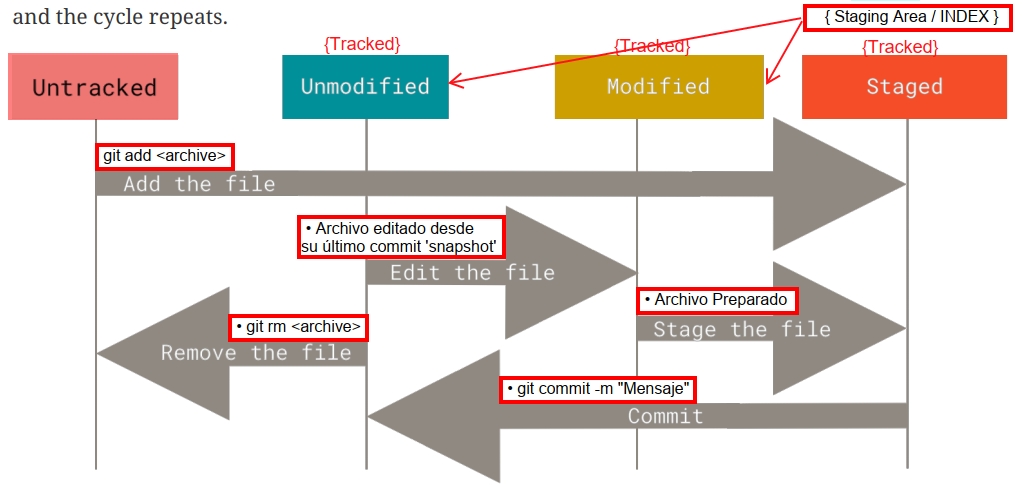 and the cycle repeats.
{ Staging Area / INDEX }
{Tracked}
{Tracked}
{Tracked}
Untracked
Unmodified
Modified
Staged
git add <archive>
Add the file
• Archivo editado desde
su último commit 'snapshot'
Edit the file
• Archivo Preparado
Stage the file
• git rm <archive>
Remove the file
• git commit -m "Mensaje"
Commit